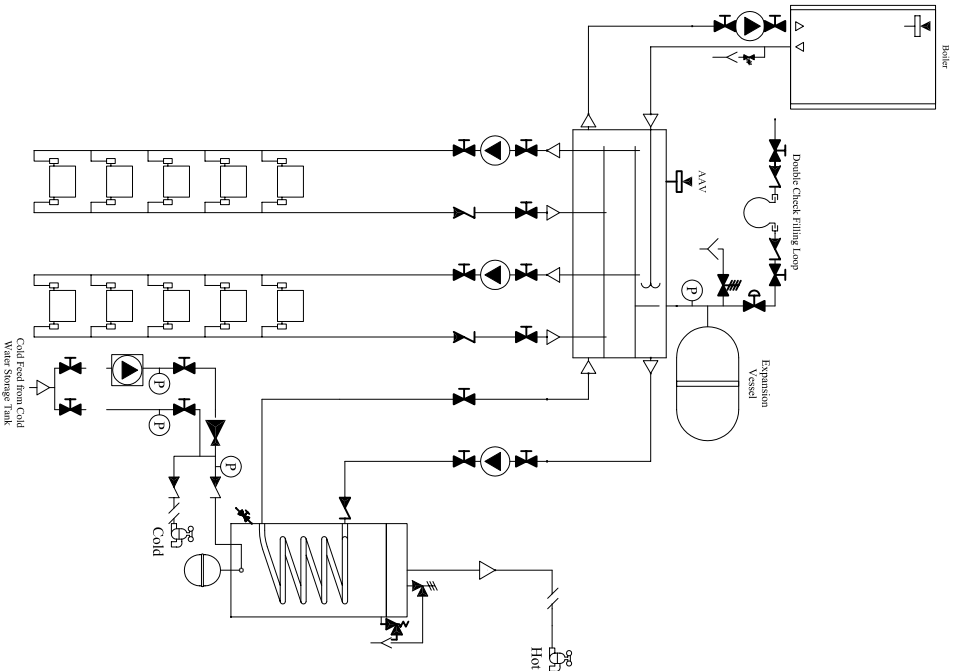 Boiler
Double Check Filling Loop
AAV
P
Expansion
Vessel
Cold Feed from Cold
Water Storage Tank
P
P
P
Cold
Hot